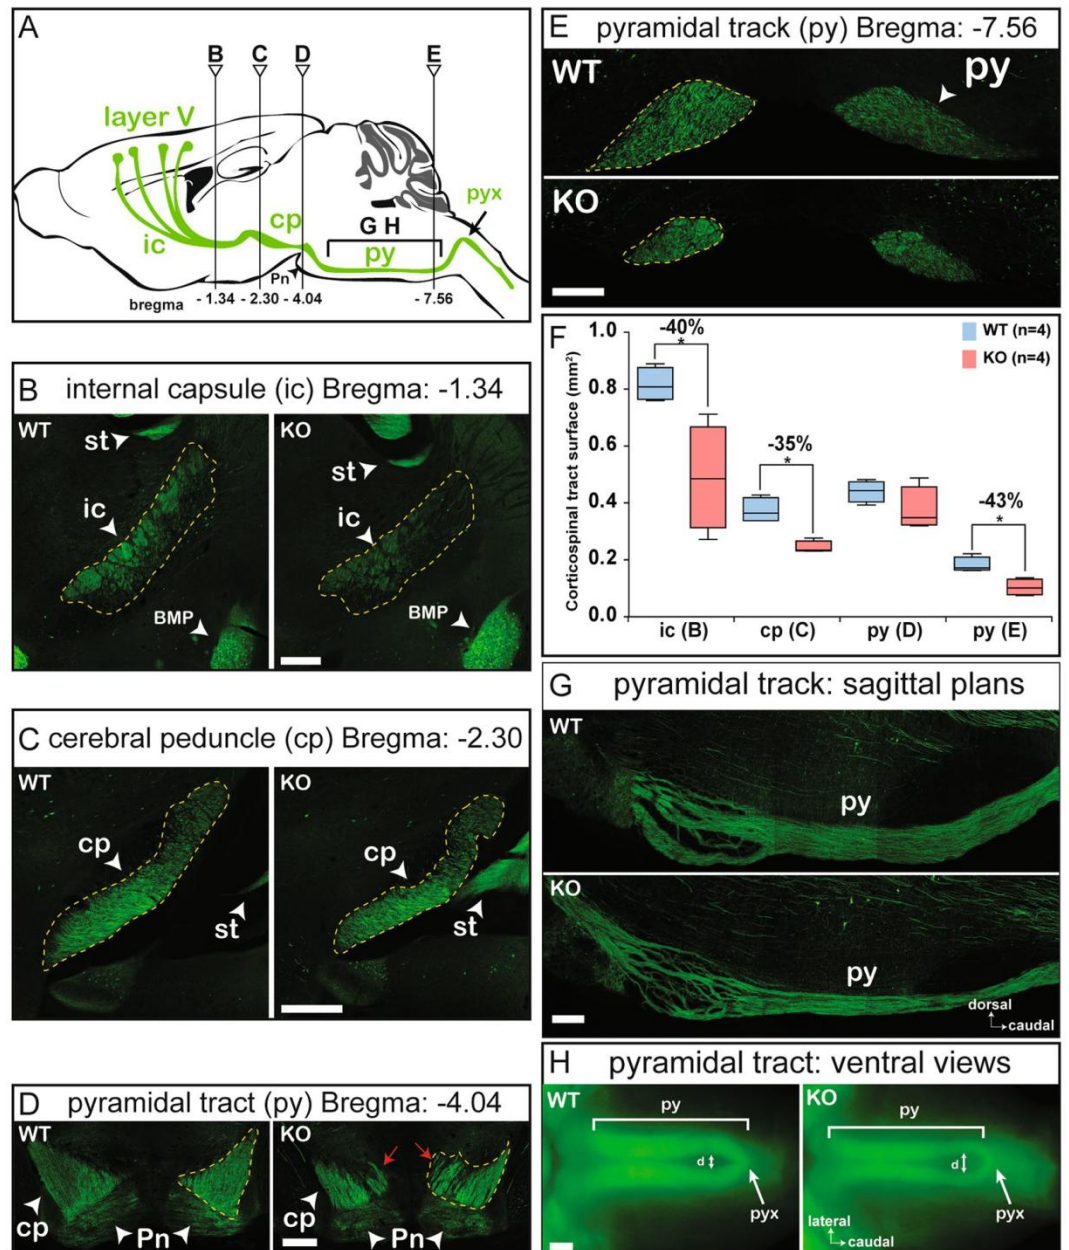 A
B C D E
layer V
ic
cp
G H
py
pyx
Pn
bregma - 1.34 - 2.30 - 4.04 - 7.56
B internal capsule (ic) Bregma: -1.34
WT
st
ic
BMP
KO
st
ic
BMP
C cerebral peduncle (cp) Bregma: -2.30
WT
cp
st
KO
cp
st
D pyramidal tract (py) Bregma: -4.04
WT
cp
Pn
KO
cp
Pn
E pyramidal track (py) Bregma: -7.56
WT
py
KO
F
Corticospinal tract surface (mm²)
1.0
0.8
0.6
0.4
0.2
0.0
-40%
*
-35%
*
-43%
*
WT (n=4)
KO (n=4)
ic (B) cp (C) py (D) py (E)
G pyramidal track: sagittal plans
WT
py
KO
py
dorsal
caudal
H pyramidal tract: ventral views
WT
py
d
pyx
KO
py
d
pyx
lateral
caudal